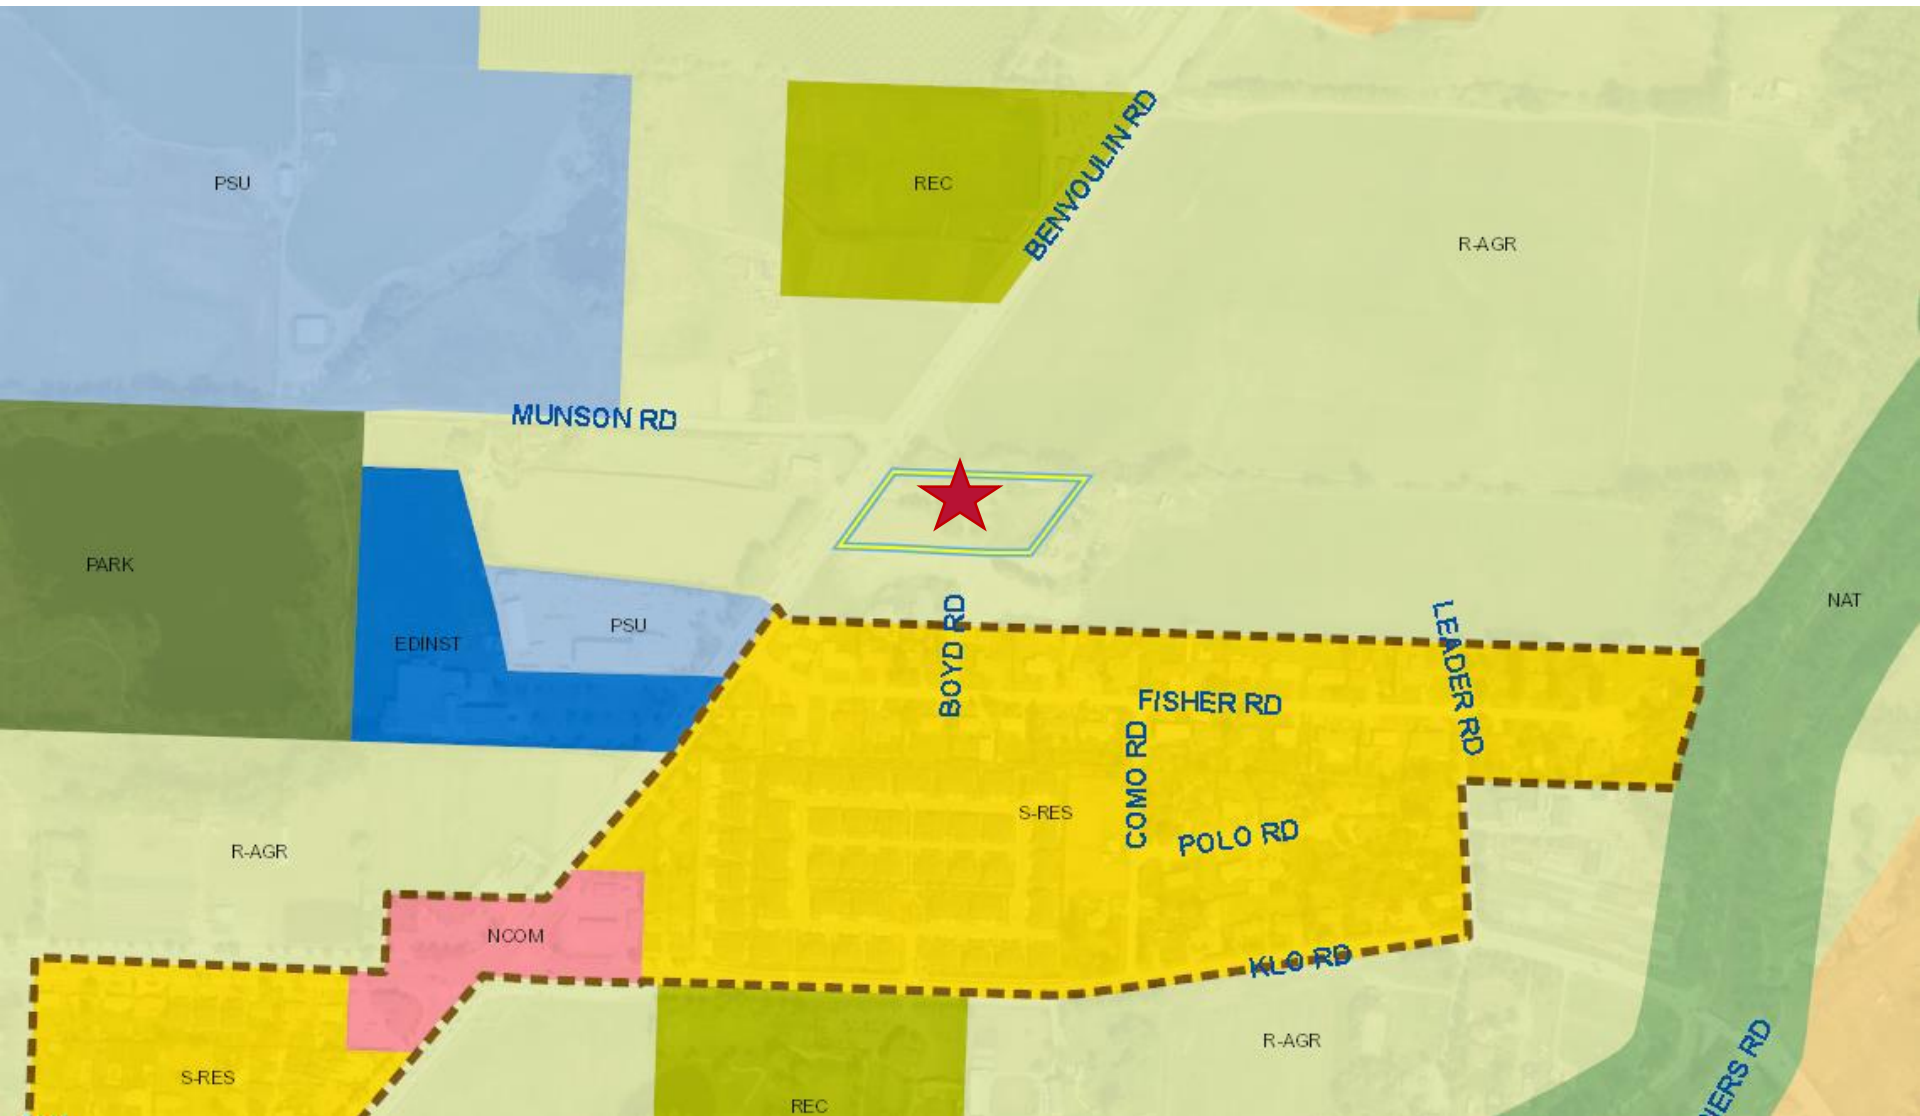 BENVOULIN RD
PSU
REC
R-AGR
MUNSON RD
PARK
NAT
BOYD RD
PSU
EDINST
LEADER RD
FISHER RD
COMO RD
S-RES
POLO RD
R-AGR
NCOM
KLO RD
R-AGR
S-RES
REC